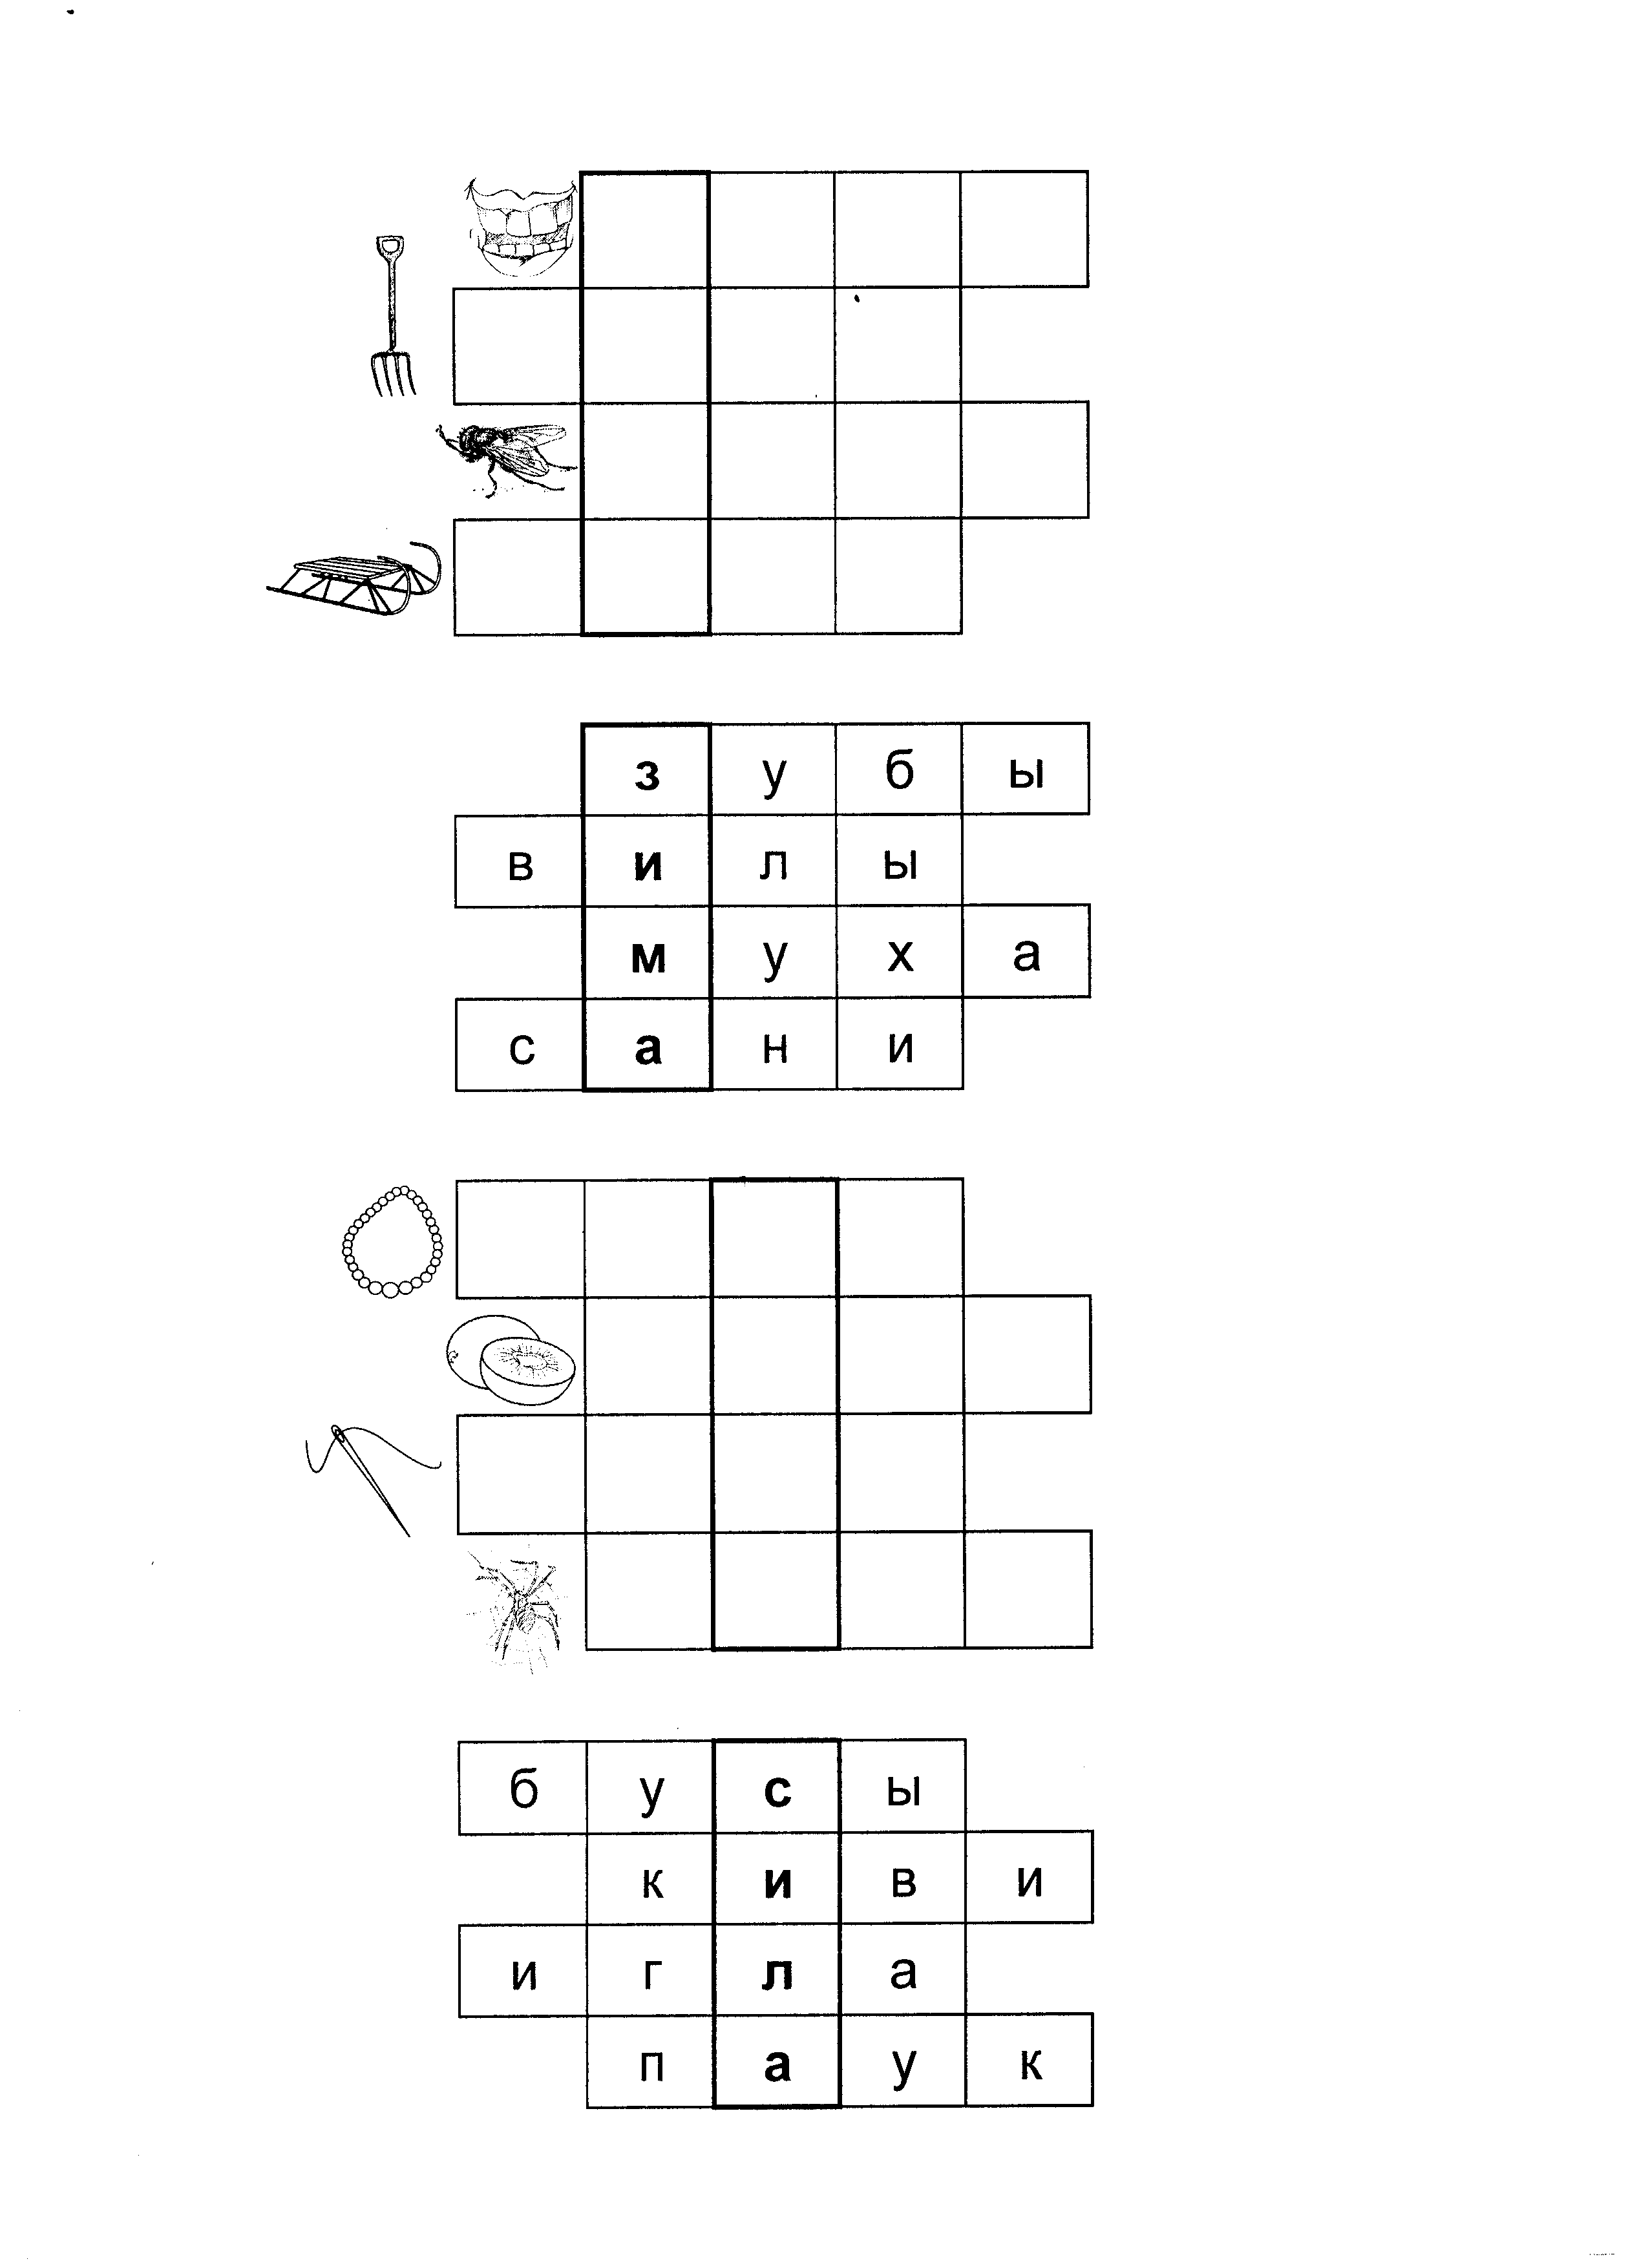 з у б ы
в и л ы
м у х а
с а н и
б у с ы
к и в и
и г л а
п а у к